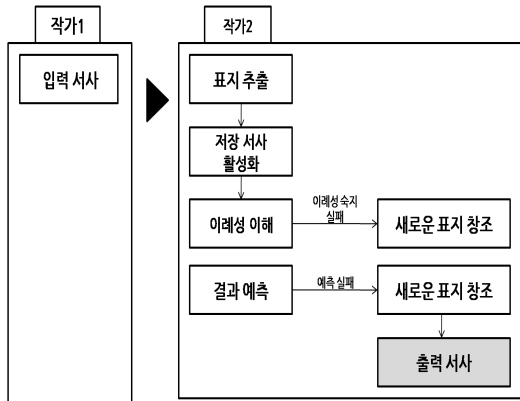 작가1
작가2
입력 서사
표지 추출
저장 서사
활성화
이례성 이해
이례성 숙지
실패
새로운 표지 창조
결과 예측
예측 실패
새로운 표지 창조
출력 서사